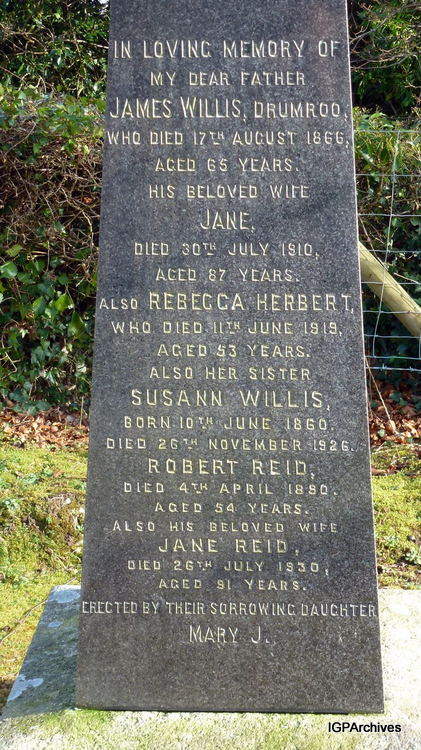 IN LOVING MEMORY OF
MY DEAR FATHER
JAMES WILLIS, DRUMROO,
WHO DIED 17TH AUGUST 1866,
AGED 65 YEARS.
HIS BELOVED WIFE
JANE,
DIED 30TH JULY 1910,
AGED 87 YEARS.
ALSO REBECCA HERBERT,
WHO DIED 11TH JUNE 1919,
AGED 53 YEARS.
ALSO HER SISTER
SUSANN WILLIS,
BORN 10TH JUNE 1860.
DIED 26TH NOVEMBER 1926.
ROBERT REID,
DIED 4TH APRIL 1890.
AGED 54 YEARS.
ALSO HIS BELOVED WIFE
JANE REID,
DIED 26TH JULY 1930,
AGED 91 YEARS.
ERECTED BY THEIR SORROWING DAUGHTER
MARY J.
IGPArchives